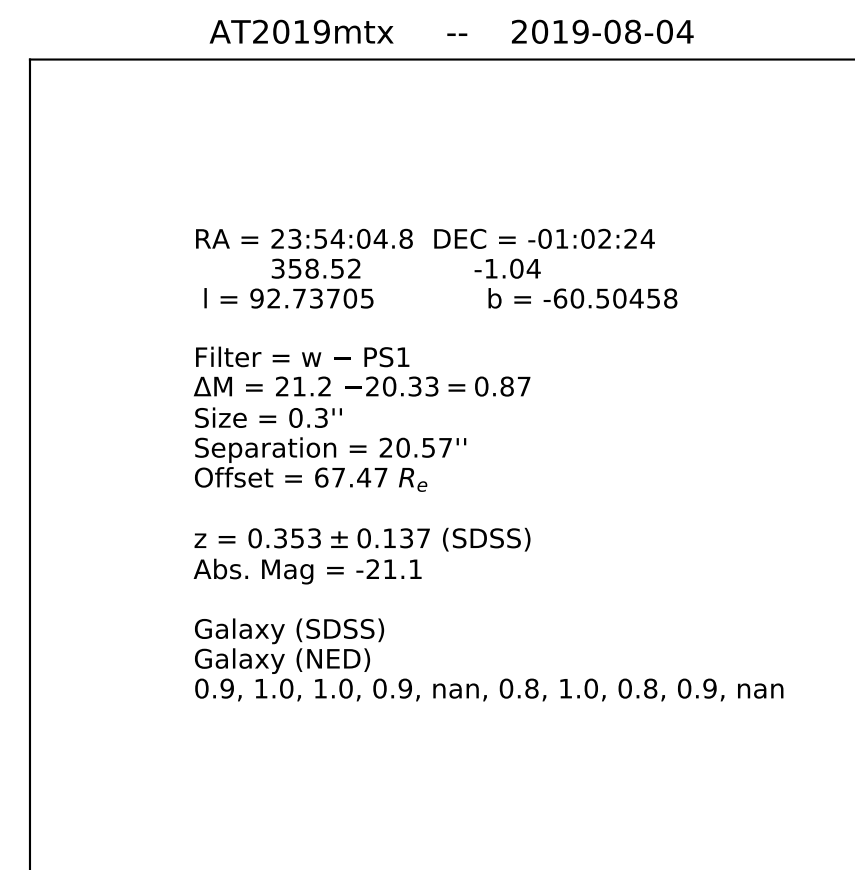 AT2019mtx -- 2019-08-04
RA = 23:54:04.8 DEC = -01:02:24
358.52 -1.04
l = 92.73705 b = -60.50458
Filter = w − PS1
ΔM = 21.2 −20.33 = 0.87
Size = 0.3''
Separation = 20.57''
Offset = 67.47 Rₑ
z = 0.353 ± 0.137 (SDSS)
Abs. Mag = -21.1
Galaxy (SDSS)
Galaxy (NED)
0.9, 1.0, 1.0, 0.9, nan, 0.8, 1.0, 0.8, 0.9, nan